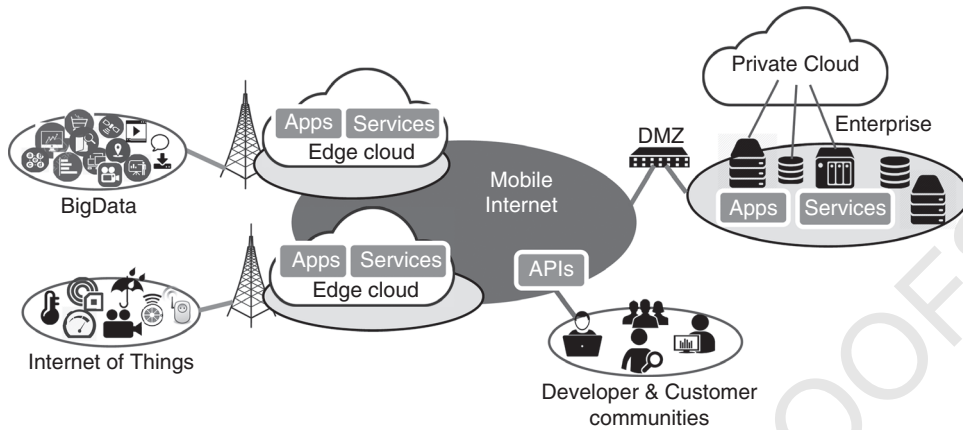 Private Cloud
Apps
Services
Edge cloud
DMZ
Enterprise
BigData
Mobile
Internet
Apps
Services
Apps
Services
Edge cloud
APIs
Internet of Things
Developer & Customer
communities
OOFS